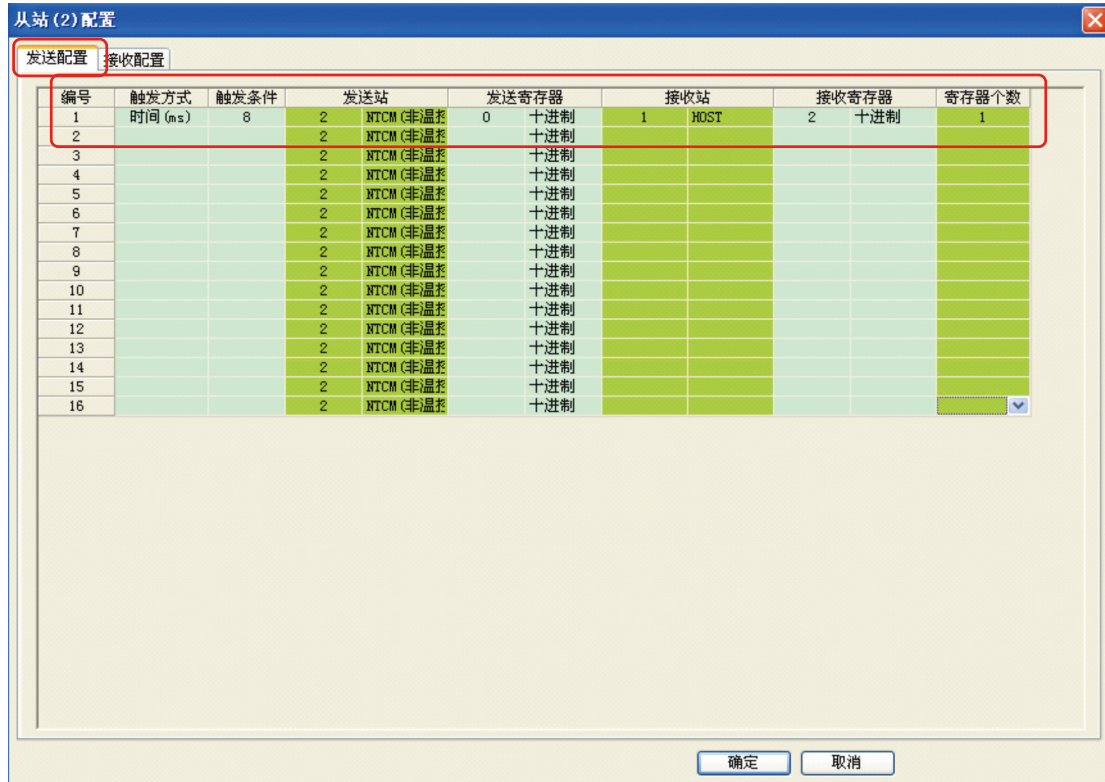 从站(2)配置
发送配置 接收配置
编号 触发方式 触发条件 发送站 发送寄存器 接收站 接收寄存器 寄存器个数
1 时间(ms) 8 2 NTCM(非温控 0 十进制 1 HOST 2 十进制 1
2 2 NTCM(非温控 十进制
3 2 NTCM(非温控 十进制
4 2 NTCM(非温控 十进制
5 2 NTCM(非温控 十进制
6 2 NTCM(非温控 十进制
7 2 NTCM(非温控 十进制
8 2 NTCM(非温控 十进制
9 2 NTCM(非温控 十进制
10 2 NTCM(非温控 十进制
11 2 NTCM(非温控 十进制
12 2 NTCM(非温控 十进制
13 2 NTCM(非温控 十进制
14 2 NTCM(非温控 十进制
15 2 NTCM(非温控 十进制
16 2 NTCM(非温控 十进制
确定 取消